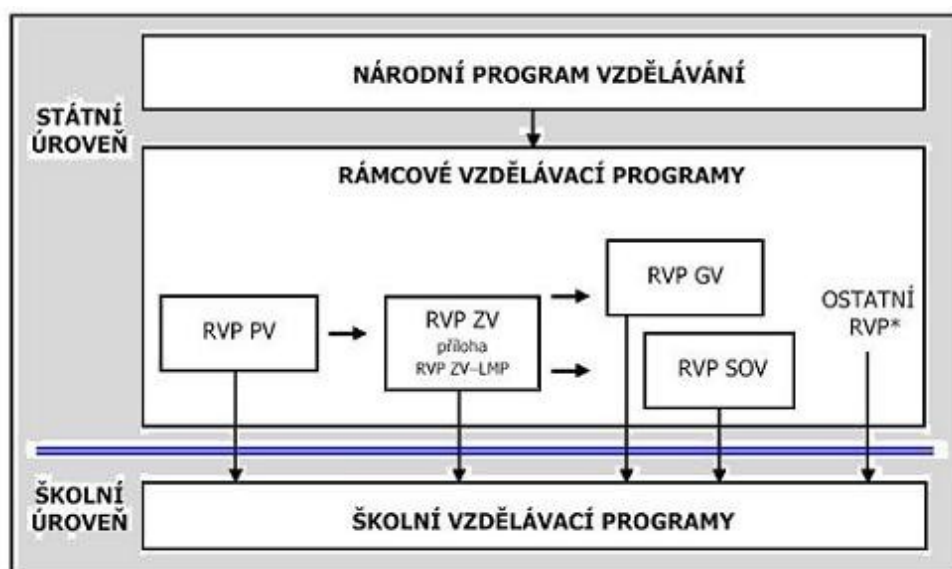 NÁRODNÍ PROGRAM VZDĚLÁVÁNÍ
STÁTNÍ
ÚROVEŇ
RÁMCOVÉ VZDĚLÁVACÍ PROGRAMY
RVP PV
RVP ZV
příloha
RVP ZV–LMP
RVP GV
RVP SOV
OSTATNÍ
RVP*
ŠKOLNÍ
ÚROVEŇ
ŠKOLNÍ VZDĚLÁVACÍ PROGRAMY